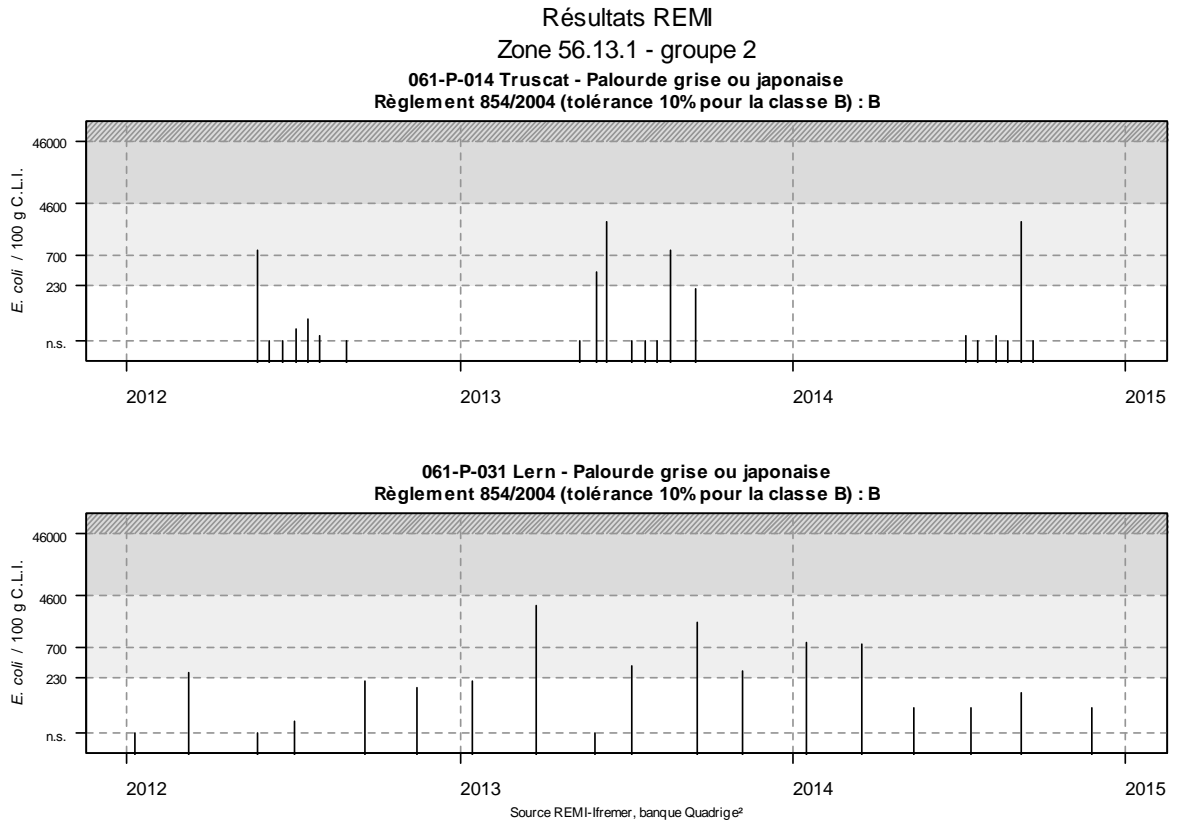 Résultats REMI
Zone 56.13.1 - groupe 2
061-P-014 Truscat - Palourde grise ou japonaise
Règlement 854/2004 (tolérance 10% pour la classe B) : B
E. coli / 100 g C.L.I.
46000
4600
700
230
n.s.
2012 2013 2014 2015
061-P-031 Lern - Palourde grise ou japonaise
Règlement 854/2004 (tolérance 10% pour la classe B) : B
E. coli / 100 g C.L.I.
46000
4600
700
230
n.s.
2012 2013 2014 2015
Source REMI-Ifremer, banque Quadrige²